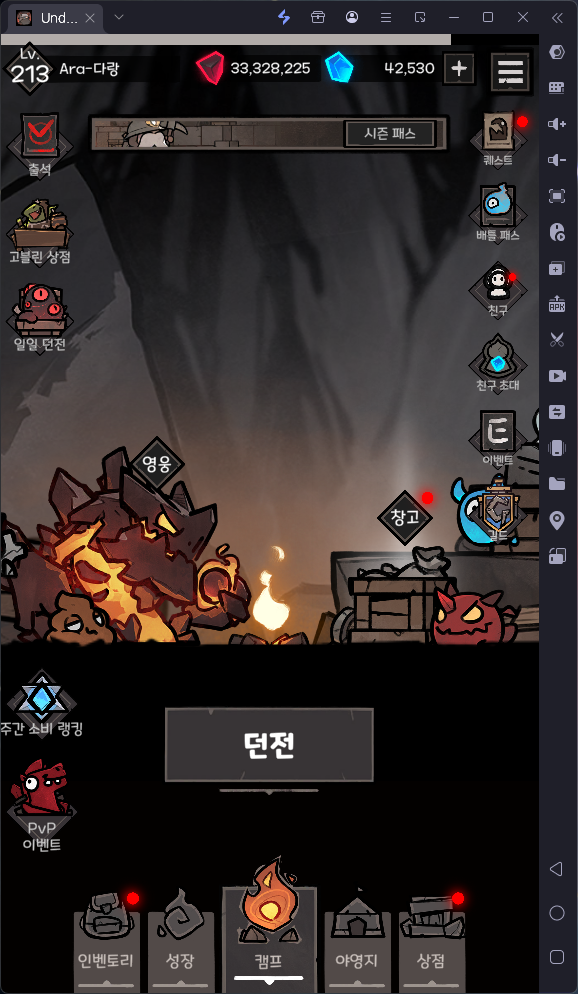 Und...
Lv.
213
Ara-다랑
33,328,225
42,530
출석
시즌 패스
퀘스트
고블린 상점
배틀 패스
일일 던전
친구
친구 초대
이벤트
영웅
창고
길드
주간 소비 랭킹
던전
PvP
이벤트
인벤토리
성장
캠프
야영지
상점
APK